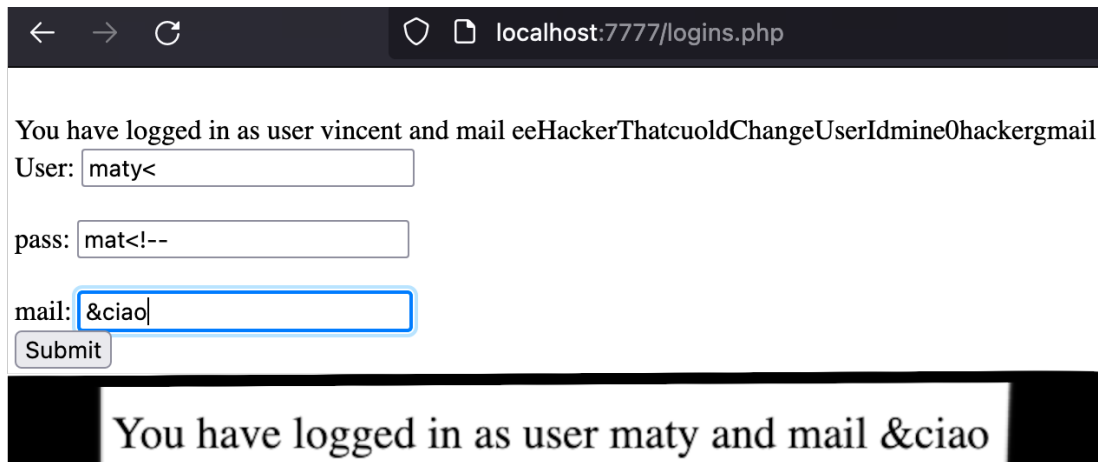 localhost:7777/logins.php
You have logged in as user vincent and mail eeHackerThatcuoldChangeUserIdmine0hackergmail
User: maty<
pass: mat<!--
mail: &ciao
Submit
You have logged in as user maty and mail &ciao